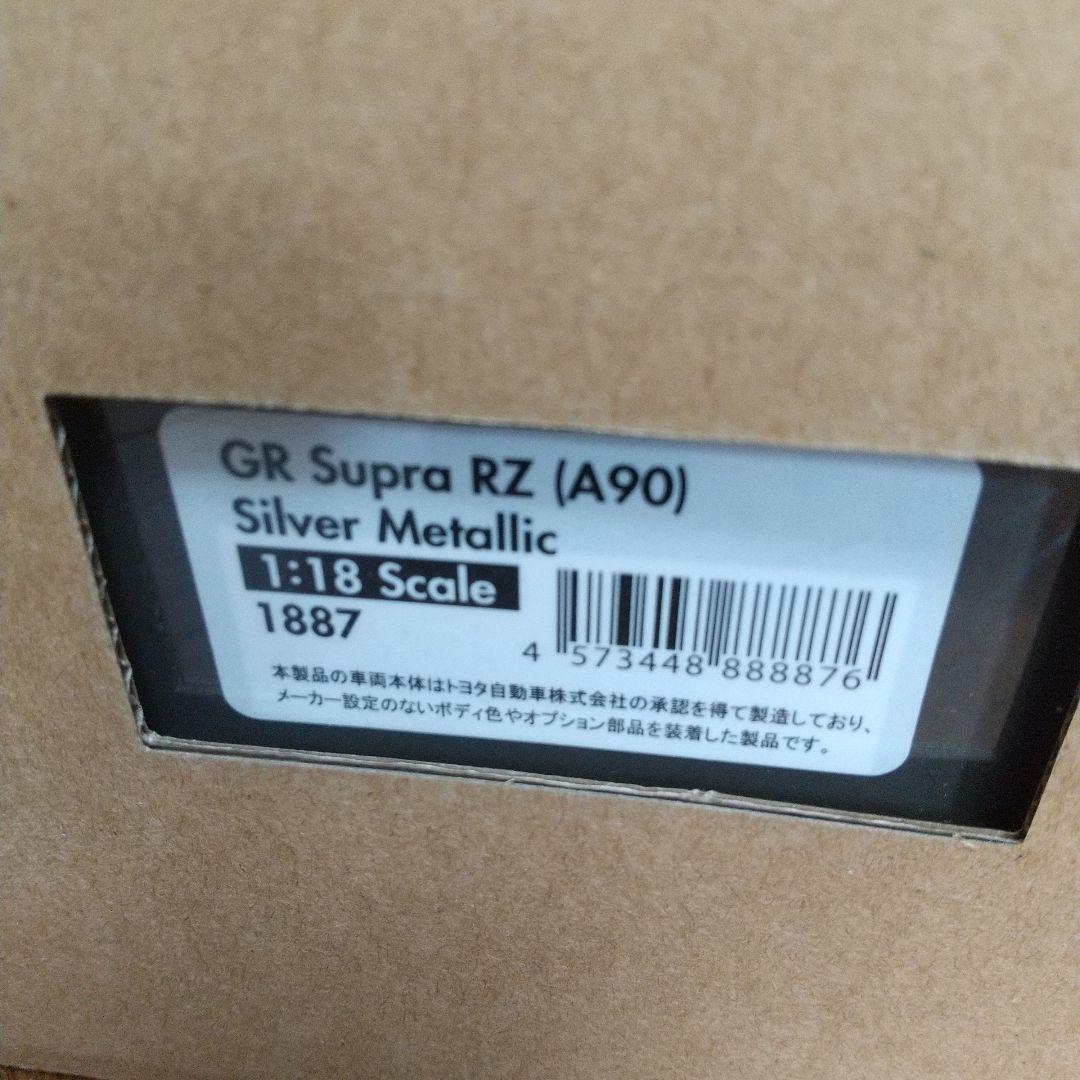 GR Supra RZ (A90)
Silver Metallic
1:18 Scale
1887
4 573448 888876
本製品の車両本体はトヨタ自動車株式会社の承認を得て製造しており、
メーカー設定のないボディ色やオプション部品を装着した製品です。